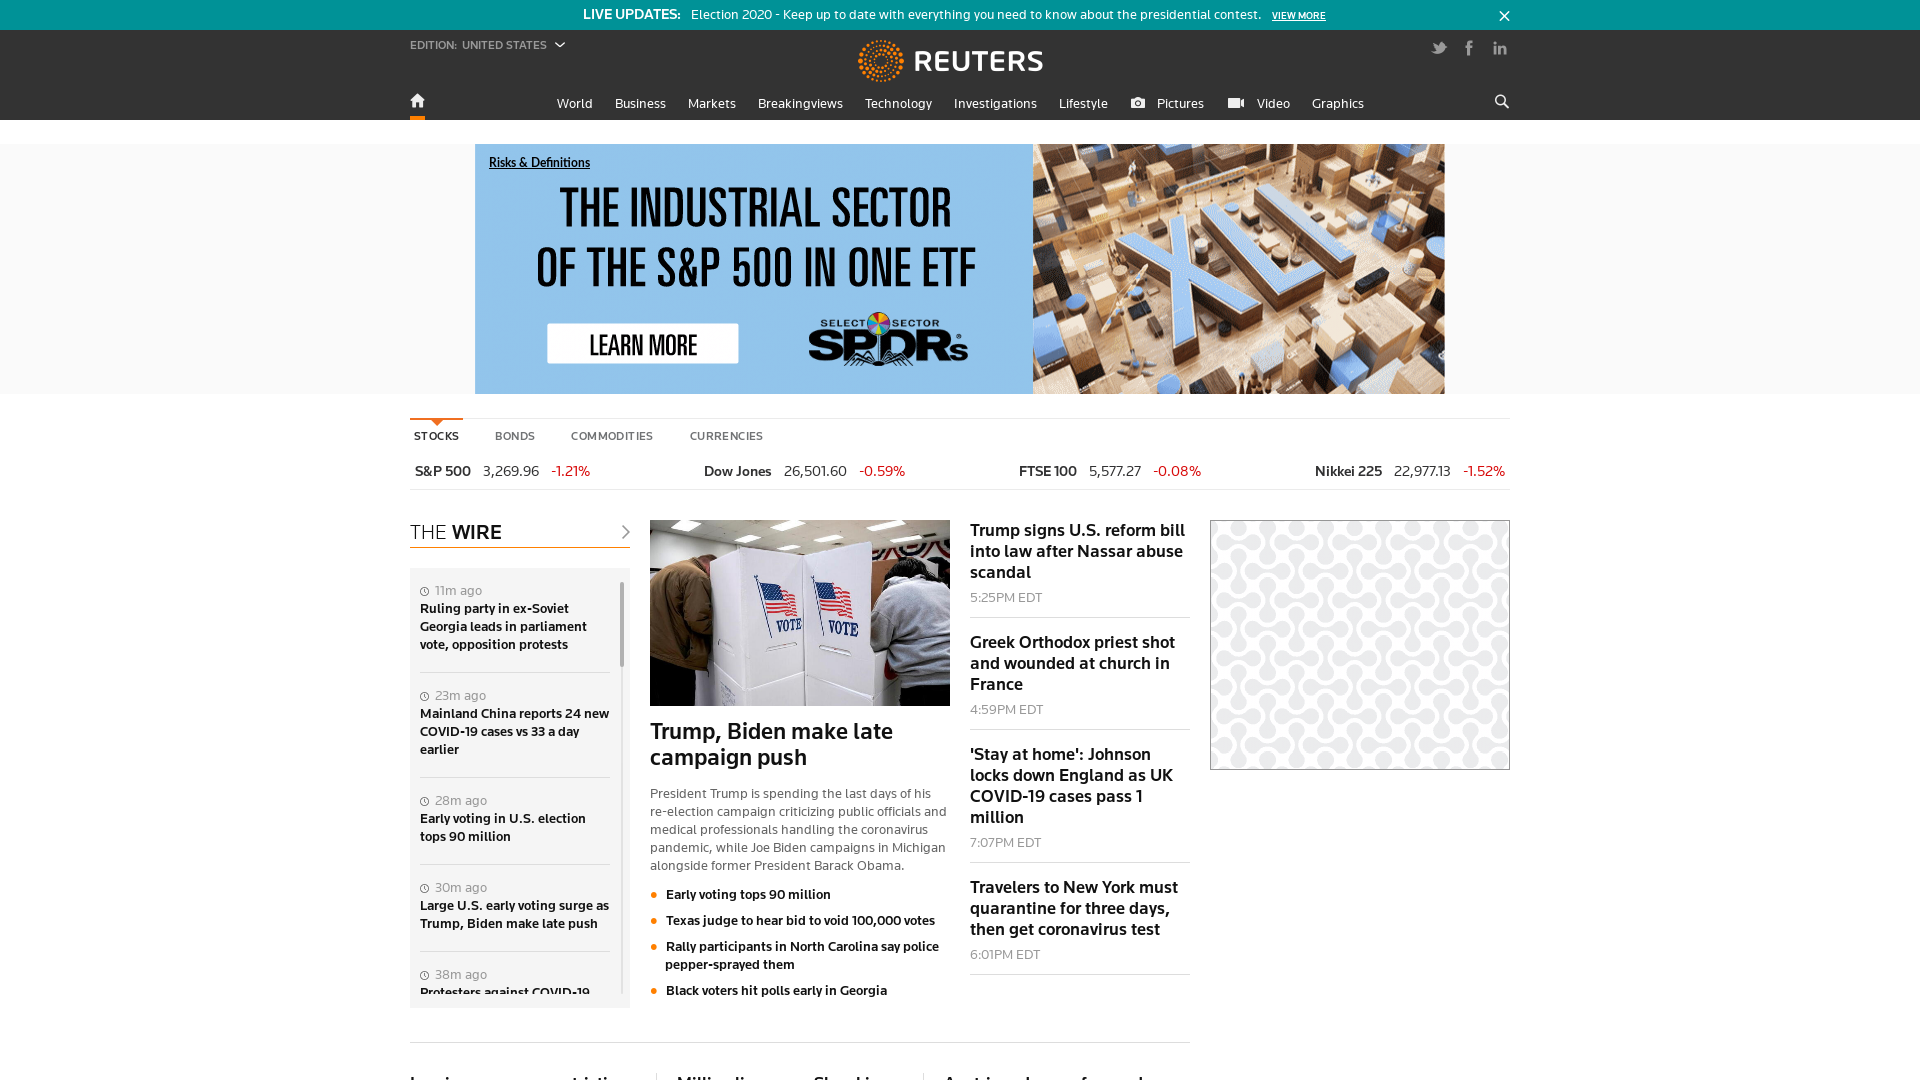 LIVE UPDATES: Election 2020 - Keep up to date with everything you need to know about the presidential contest. VIEW MORE
EDITION: UNITED STATES
REUTERS
World Business Markets Breakingviews Technology Investigations Lifestyle Pictures Video Graphics
Risks & Definitions
THE INDUSTRIAL SECTOR
OF THE S&P 500 IN ONE ETF
LEARN MORE
SELECT SECTOR
SPDRs
XLI
STOCKS BONDS COMMODITIES CURRENCIES
S&P 500 3,269.96 -1.21% Dow Jones 26,501.60 -0.59% FTSE 100 5,577.27 -0.08% Nikkei 225 22,977.13 -1.52%
THE WIRE
11m ago
Ruling party in ex-Soviet
Georgia leads in parliament
vote, opposition protests
23m ago
Mainland China reports 24 new
COVID-19 cases vs 33 a day
earlier
28m ago
Early voting in U.S. election
tops 90 million
30m ago
Large U.S. early voting surge as
Trump, Biden make late push
38m ago
Protesters against COVID-19
VOTE VOTE
Trump, Biden make late
campaign push
President Trump is spending the last days of his
re-election campaign criticizing public officials and
medical professionals handling the coronavirus
pandemic, while Joe Biden campaigns in Michigan
alongside former President Barack Obama.
Early voting tops 90 million
Texas judge to hear bid to void 100,000 votes
Rally participants in North Carolina say police
pepper-sprayed them
Black voters hit polls early in Georgia
Trump signs U.S. reform bill
into law after Nassar abuse
scandal
5:25PM EDT
Greek Orthodox priest shot
and wounded at church in
France
4:59PM EDT
'Stay at home': Johnson
locks down England as UK
COVID-19 cases pass 1
million
7:07PM EDT
Travelers to New York must
quarantine for three days,
then get coronavirus test
6:01PM EDT